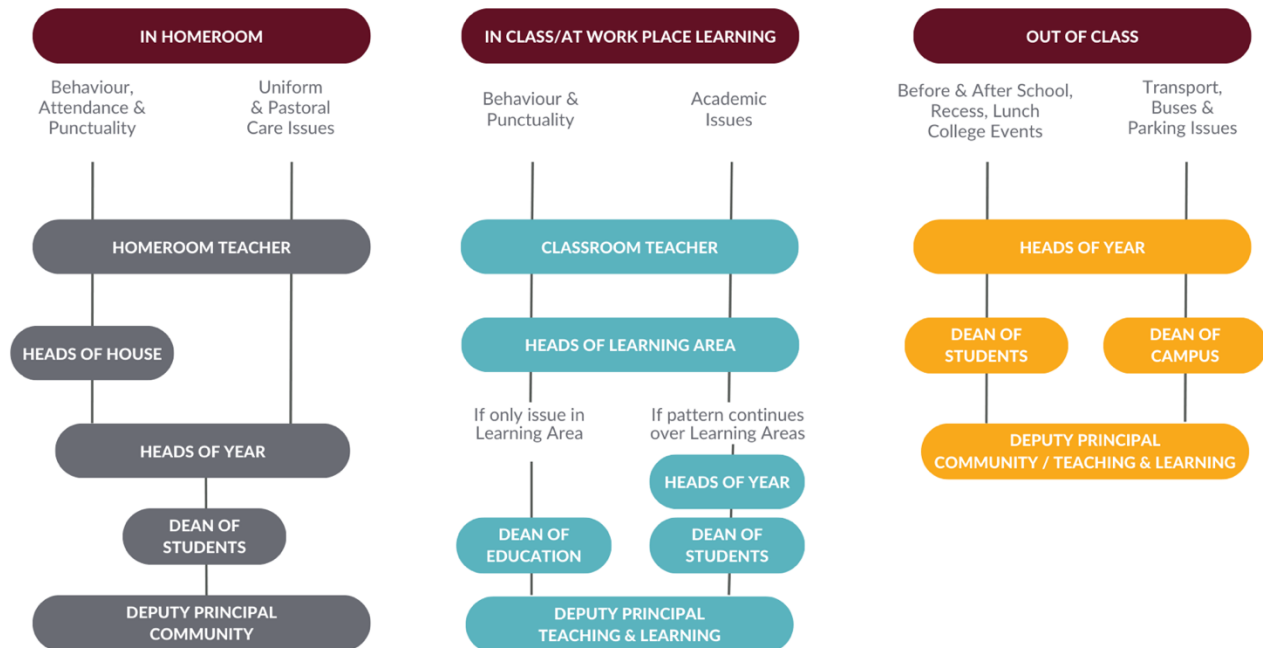 IN HOMEROOM
Behaviour,
Attendance &
Punctuality
Uniform
& Pastoral
Care Issues
HOMEROOM TEACHER
HEADS OF HOUSE
HEADS OF YEAR
DEAN OF
STUDENTS
DEPUTY PRINCIPAL
COMMUNITY
IN CLASS/AT WORK PLACE LEARNING
Behaviour &
Punctuality
Academic
Issues
CLASSROOM TEACHER
HEADS OF LEARNING AREA
If only issue in
Learning Area
If pattern continues
over Learning Areas
HEADS OF YEAR
DEAN OF
EDUCATION
DEAN OF
STUDENTS
DEPUTY PRINCIPAL
TEACHING & LEARNING
OUT OF CLASS
Before & After School,
Recess, Lunch
College Events
Transport,
Buses &
Parking Issues
HEADS OF YEAR
DEAN OF
STUDENTS
DEAN OF
CAMPUS
DEPUTY PRINCIPAL
COMMUNITY / TEACHING & LEARNING